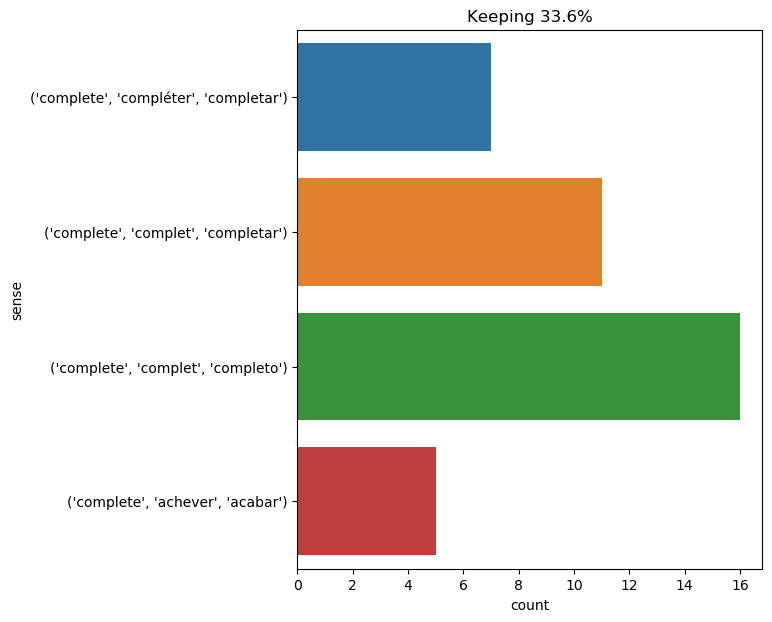 Keeping 33.6%
('complete', 'compléter', 'completar')
('complete', 'complet', 'completar')
('complete', 'complet', 'completo')
('complete', 'achever', 'acabar')
sense
0 2 4 6 8 10 12 14 16
count